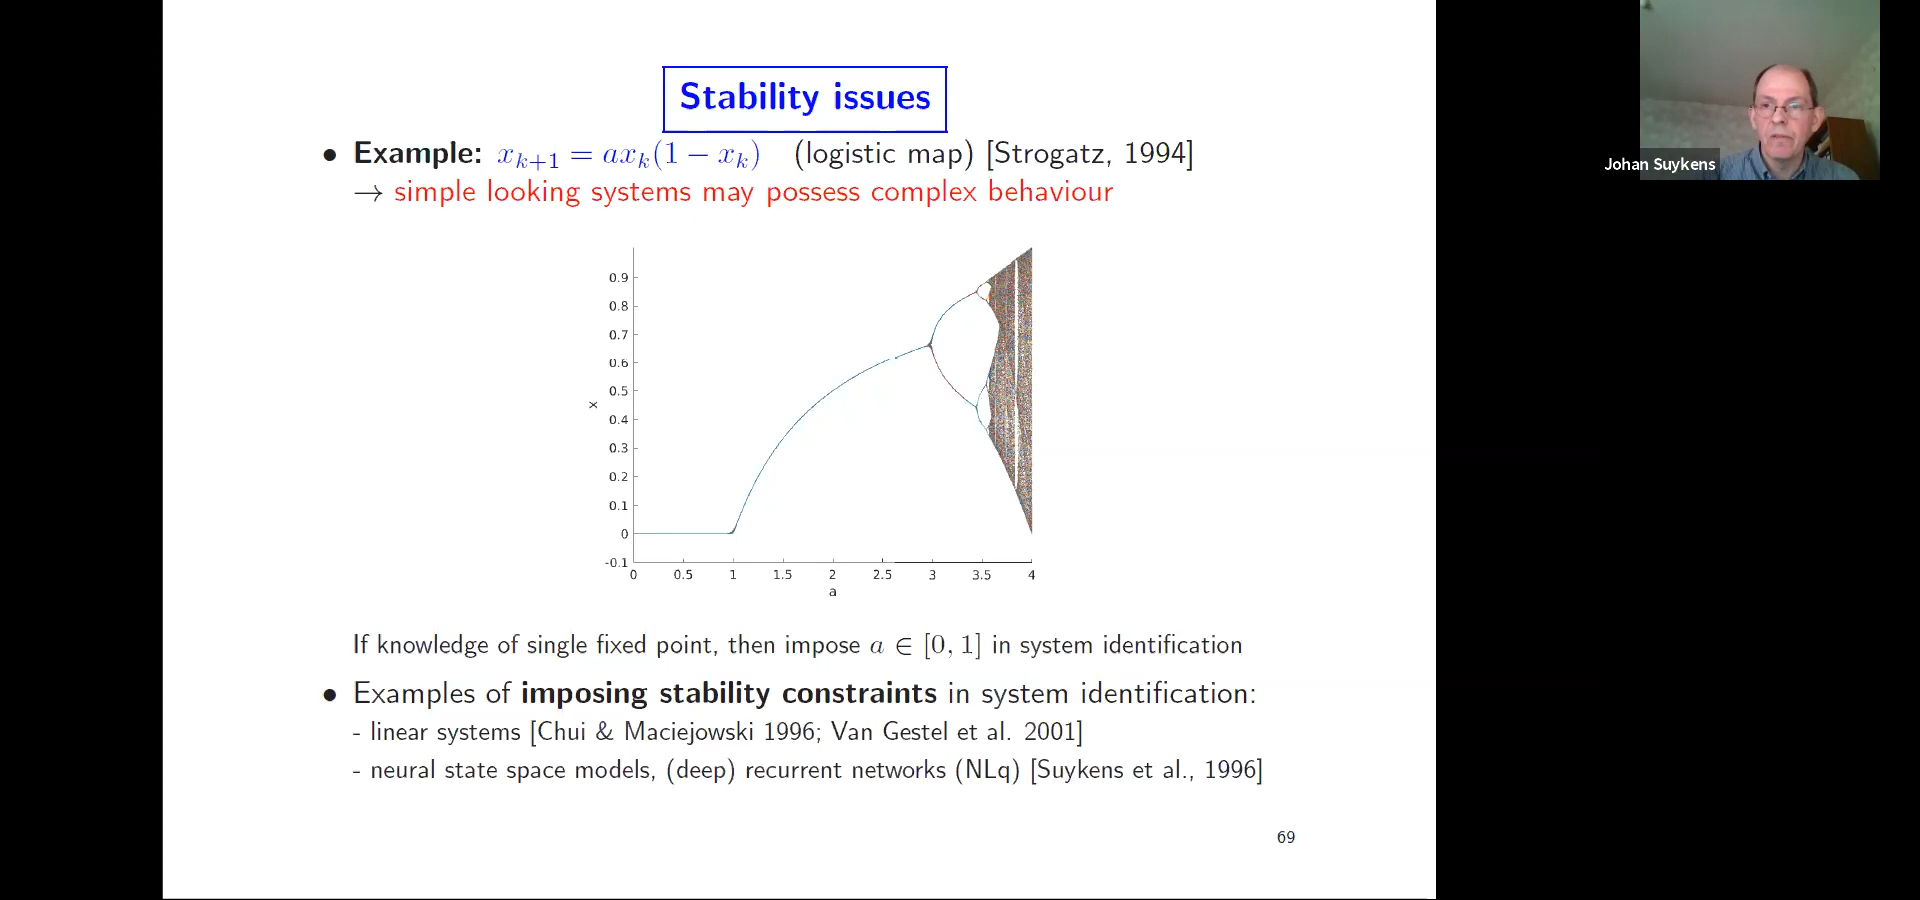 Stability issues
• Example: x_{k+1} = ax_k(1 − x_k) (logistic map) [Strogatz, 1994]
→ simple looking systems may possess complex behaviour
0.9
0.8
0.7
0.6
0.5
0.4
0.3
0.2
0.1
0
-0.1
x
0 0.5 1 1.5 2 2.5 3 3.5 4
a
If knowledge of single fixed point, then impose a ∈ [0, 1] in system identification
• Examples of imposing stability constraints in system identification:
- linear systems [Chui & Maciejowski 1996; Van Gestel et al. 2001]
- neural state space models, (deep) recurrent networks (NLq) [Suykens et al., 1996]
69
Johan Suykens